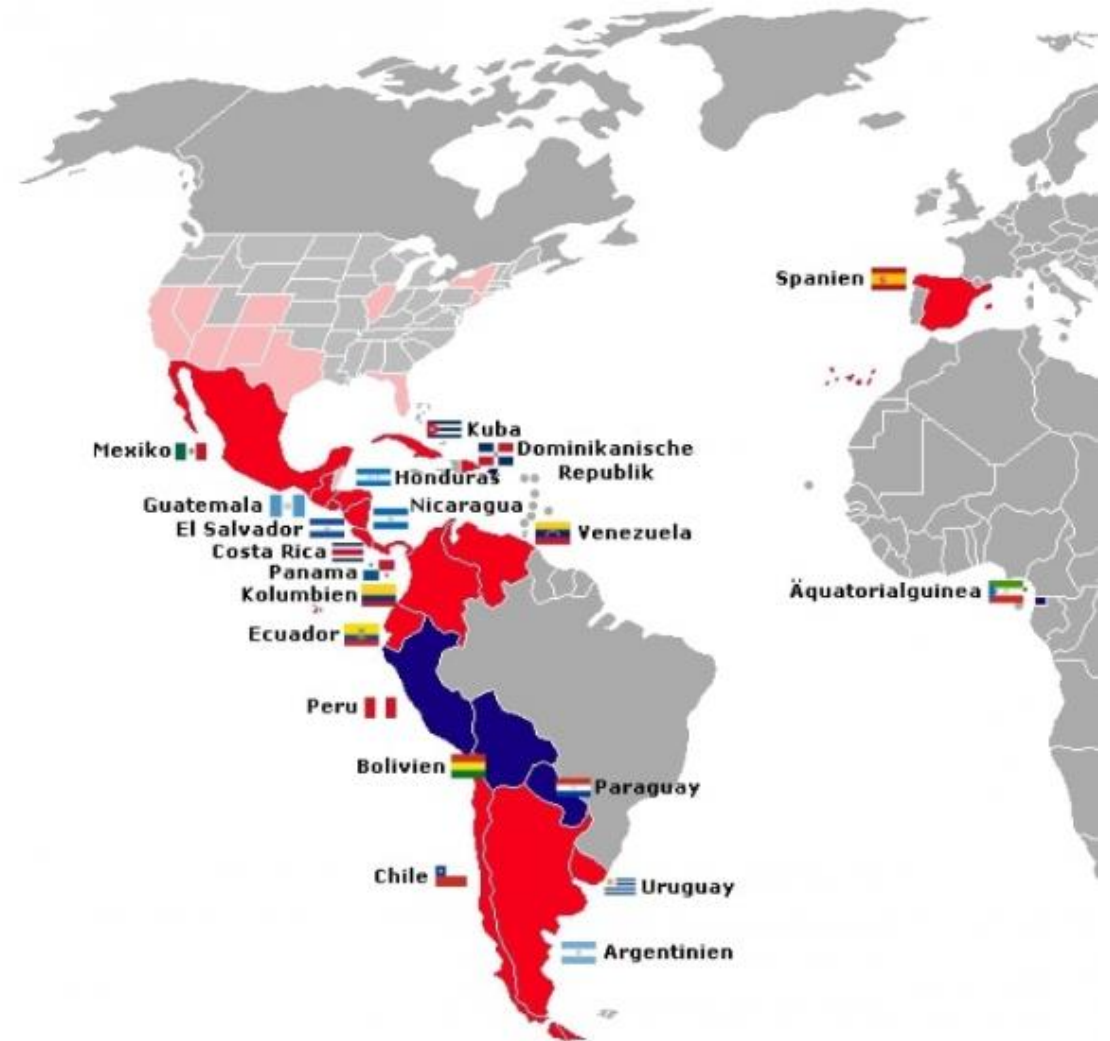 Spanien
Kuba
Mexiko
Dominikanische
Republik
Honduras
Guatemala
Nicaragua
El Salvador
Costa Rica
Venezuela
Panama
Kolumbien
Äquatorialguinea
Ecuador
Peru
Bolivien
Paraguay
Chile
Uruguay
Argentinien